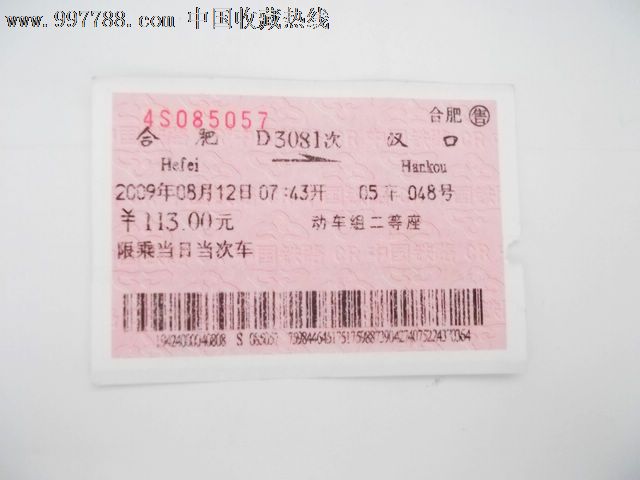 www.997788.com 中国收藏热线
4S085057
合肥 售
合 肥 D3081次 汉 口
Hefei Hankou
2009年08月12日07:43开 05车 048号
¥113.00元 动车组二等座
限乘当日当次车
S 085057